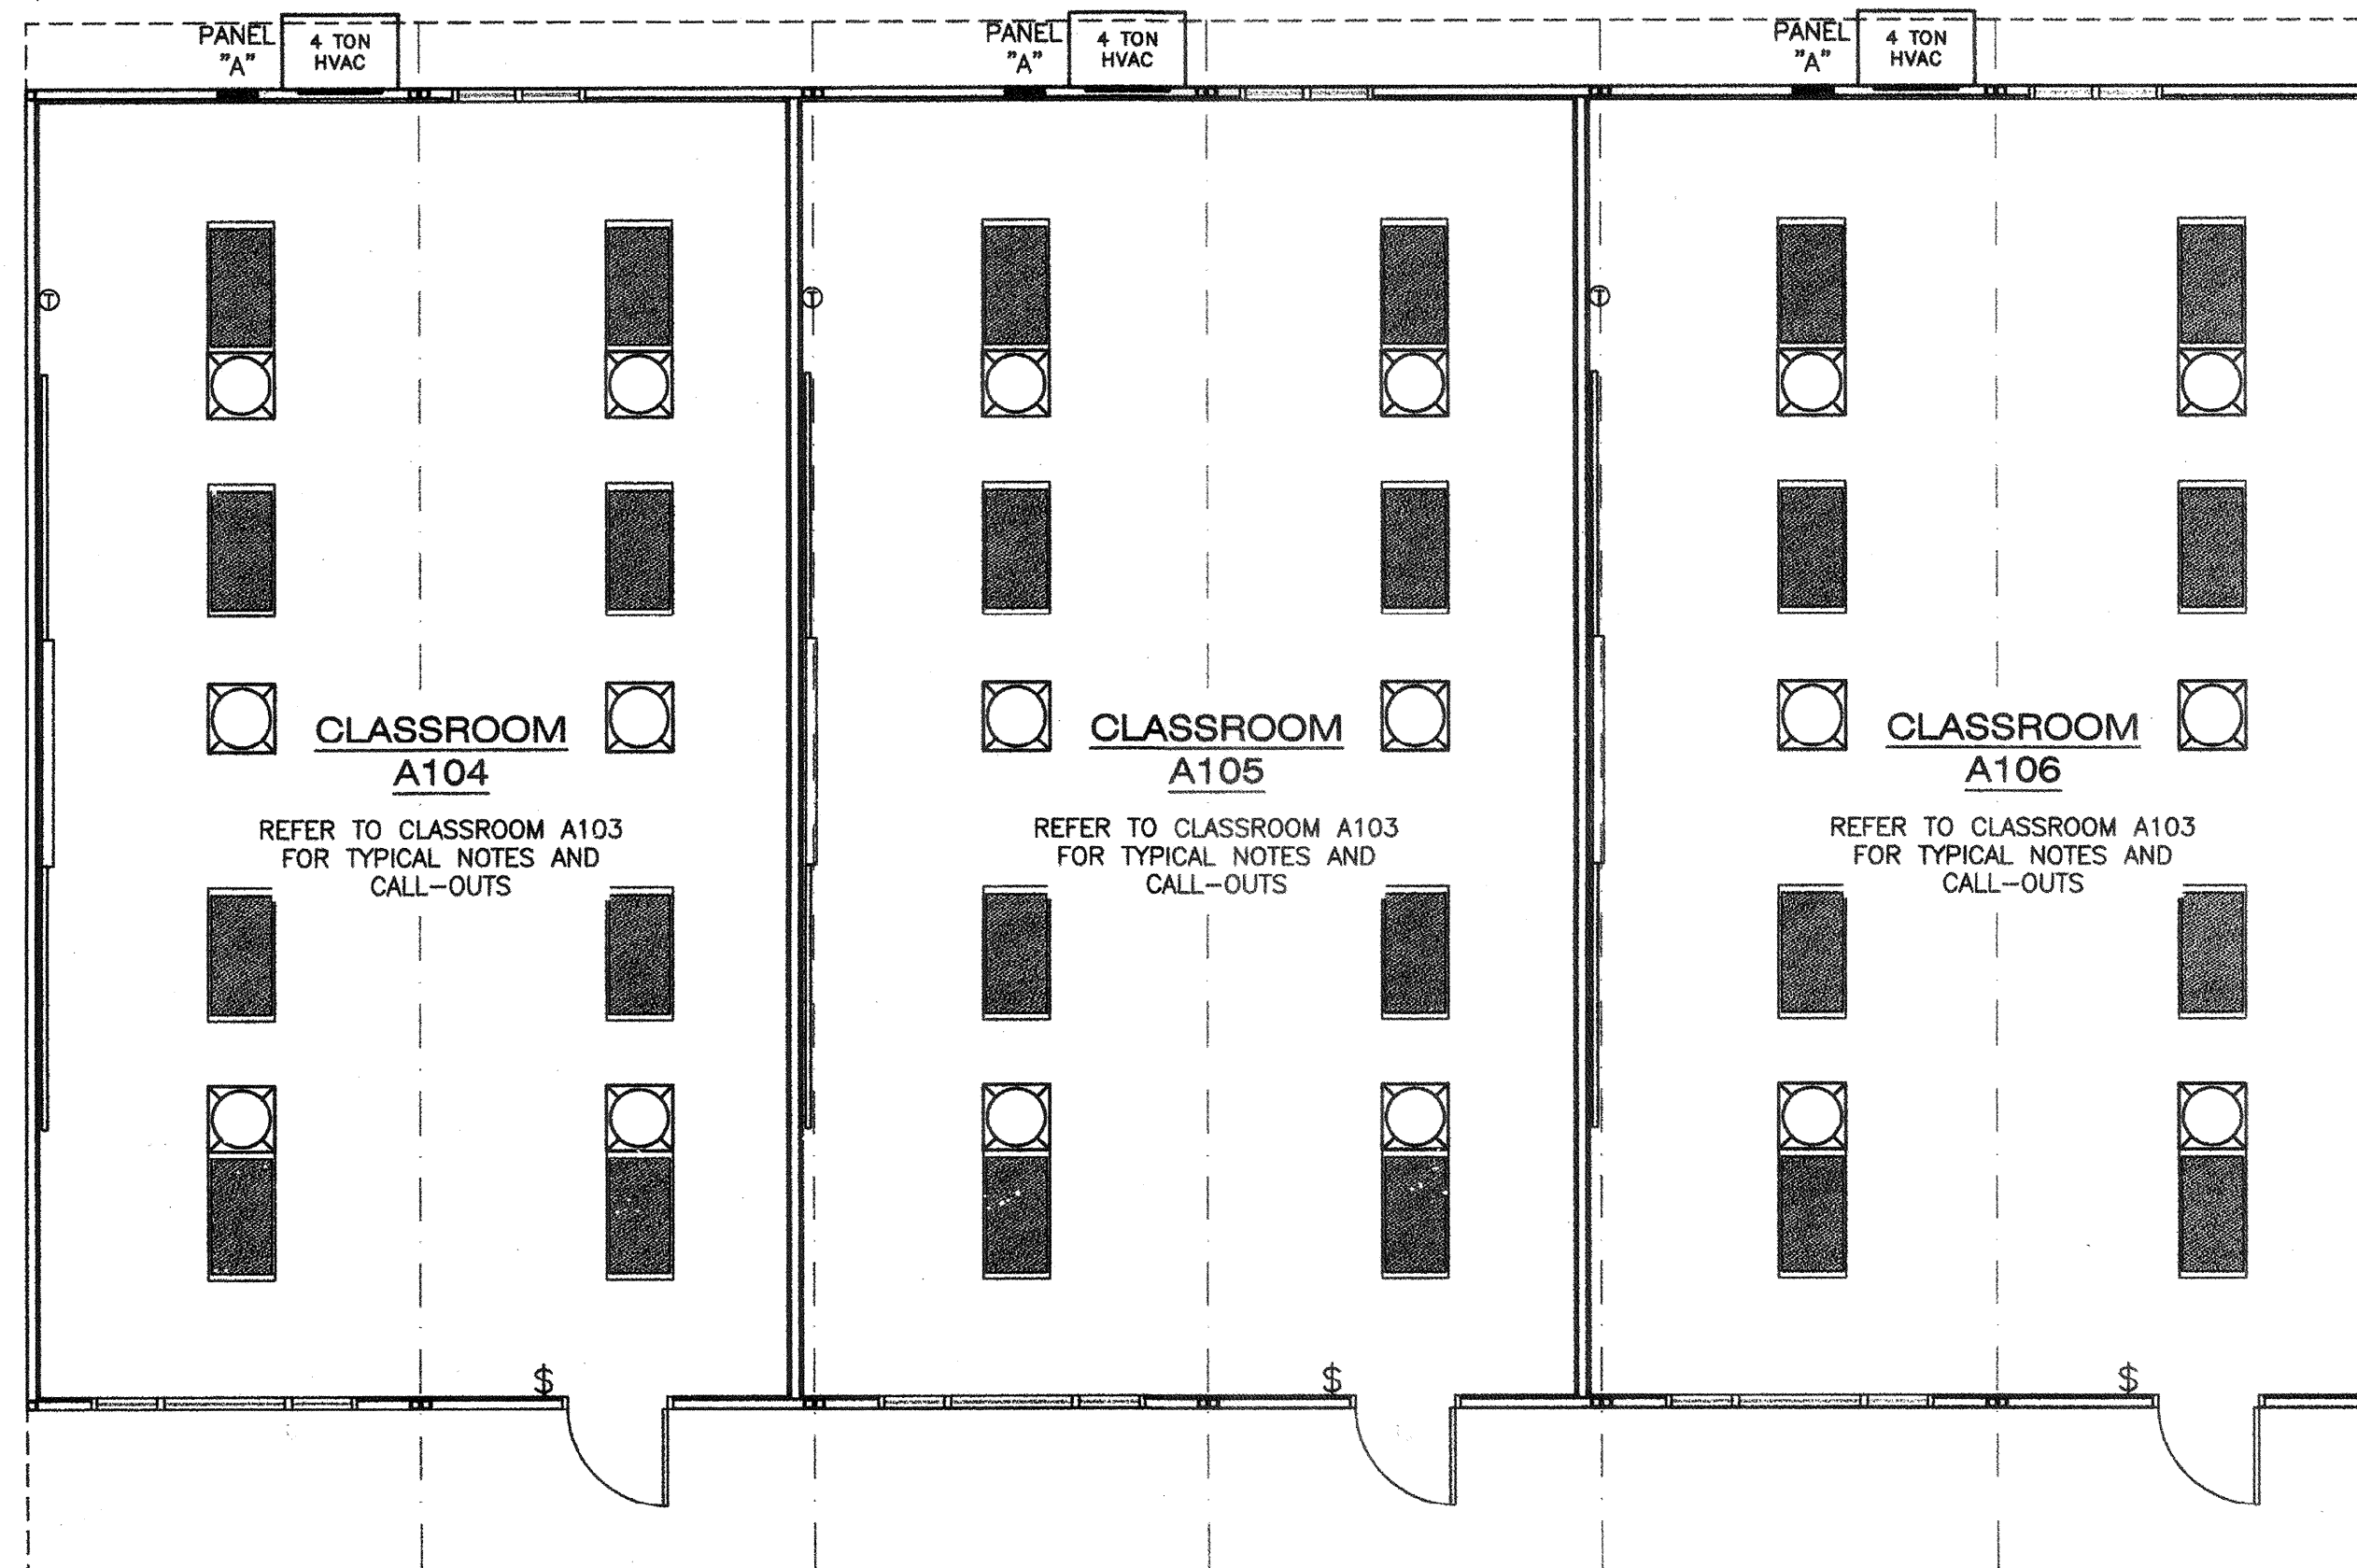 PANEL
"A"
4 TON
HVAC
PANEL
"A"
4 TON
HVAC
PANEL
"A"
4 TON
HVAC
T
T
T
CLASSROOM
A104
REFER TO CLASSROOM A103
FOR TYPICAL NOTES AND
CALL-OUTS
CLASSROOM
A105
REFER TO CLASSROOM A103
FOR TYPICAL NOTES AND
CALL-OUTS
CLASSROOM
A106
REFER TO CLASSROOM A103
FOR TYPICAL NOTES AND
CALL-OUTS
$
$
$